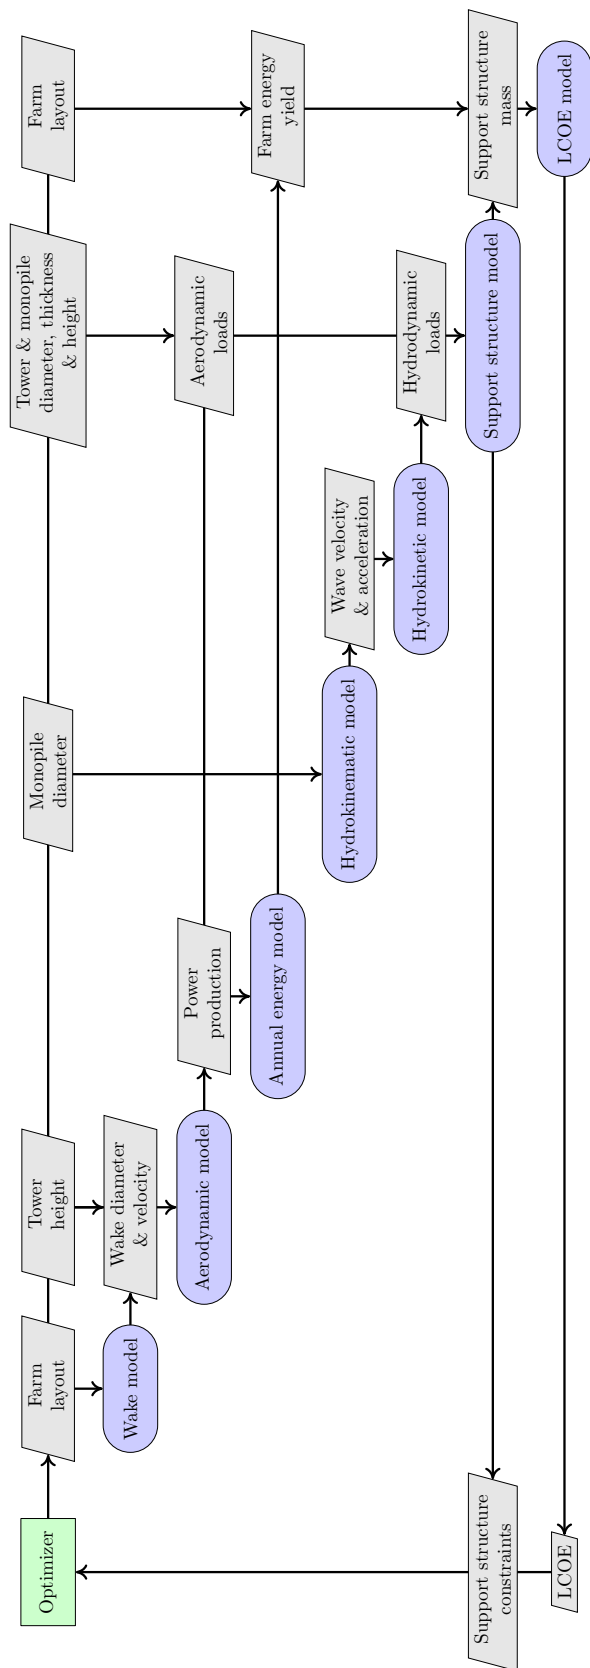 Optimizer
Farm
layout
Tower
height
Monopile
diameter
Tower & monopile
diameter, thickness
& height
Farm
layout
Wake model
Wake diameter
& velocity
Aerodynamic model
Power
production
Aerodynamic
loads
Annual energy model
Farm energy
yield
Hydrokinematic model
Wave velocity
& acceleration
Hydrokinetic model
Hydrodynamic
loads
Support structure
constraints
Support structure model
Support structure
mass
LCOE
LCOE model